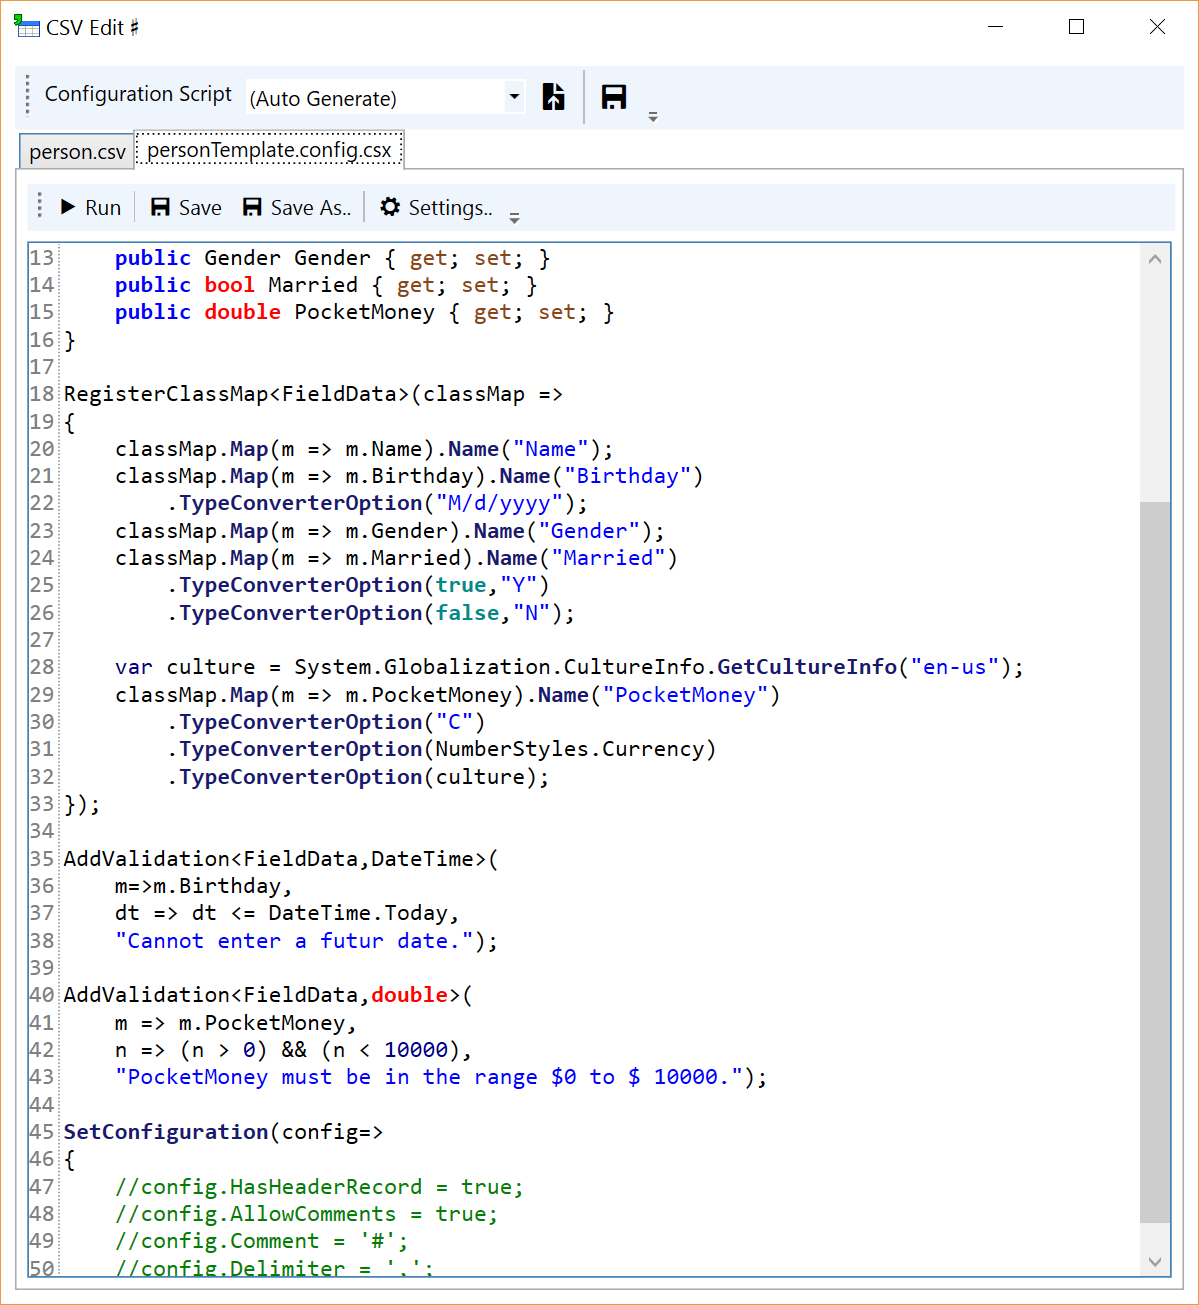 CSV Edit ♯
Configuration Script (Auto Generate)
person.csv personTemplate.config.csx
Run Save Save As.. Settings..
13     public Gender Gender { get; set; }
14     public bool Married { get; set; }
15     public double PocketMoney { get; set; }
16 }
17
18 RegisterClassMap<FieldData>(classMap =>
19 {
20     classMap.Map(m => m.Name).Name("Name");
21     classMap.Map(m => m.Birthday).Name("Birthday")
22         .TypeConverterOption("M/d/yyyy");
23     classMap.Map(m => m.Gender).Name("Gender");
24     classMap.Map(m => m.Married).Name("Married")
25         .TypeConverterOption(true,"Y")
26         .TypeConverterOption(false,"N");
27
28     var culture = System.Globalization.CultureInfo.GetCultureInfo("en-us");
29     classMap.Map(m => m.PocketMoney).Name("PocketMoney")
30         .TypeConverterOption("C")
31         .TypeConverterOption(NumberStyles.Currency)
32         .TypeConverterOption(culture);
33 });
34
35 AddValidation<FieldData,DateTime>(
36     m=>m.Birthday,
37     dt => dt <= DateTime.Today,
38     "Cannot enter a futur date.");
39
40 AddValidation<FieldData,double>(
41     m => m.PocketMoney,
42     n => (n > 0) && (n < 10000),
43     "PocketMoney must be in the range $0 to $ 10000.");
44
45 SetConfiguration(config=>
46 {
47     //config.HasHeaderRecord = true;
48     //config.AllowComments = true;
49     //config.Comment = '#';
50     //config.Delimiter = ',';